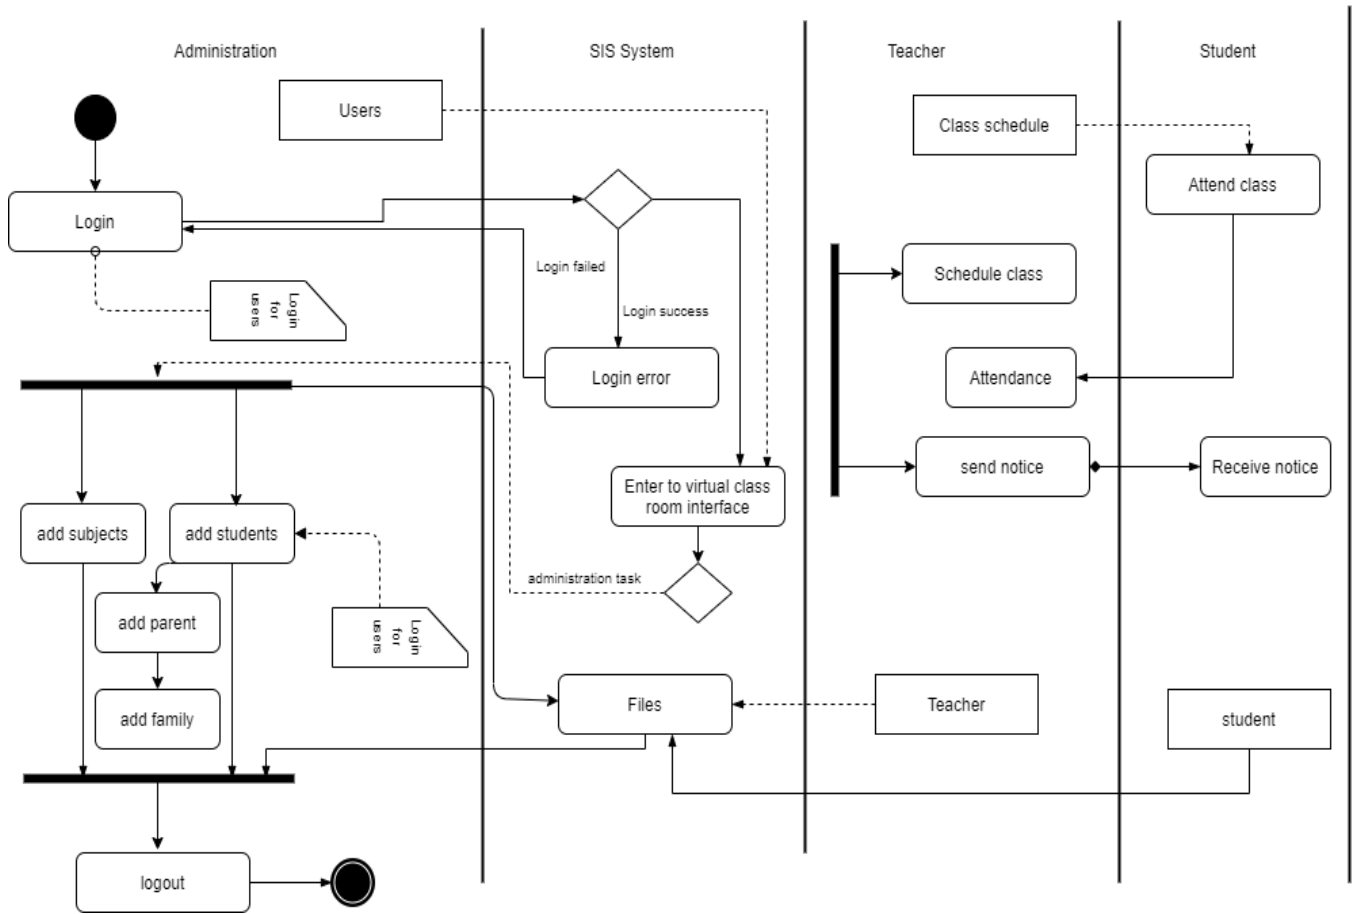 Administration
SIS System
Teacher
Student
Users
Class schedule
Attend class
Login
Login failed
Schedule class
Login
for
users
Login success
Login error
Attendance
send notice
Receive notice
Enter to virtual class
room interface
add subjects
add students
administration task
add parent
Login
for
users
Files
Teacher
student
add family
logout